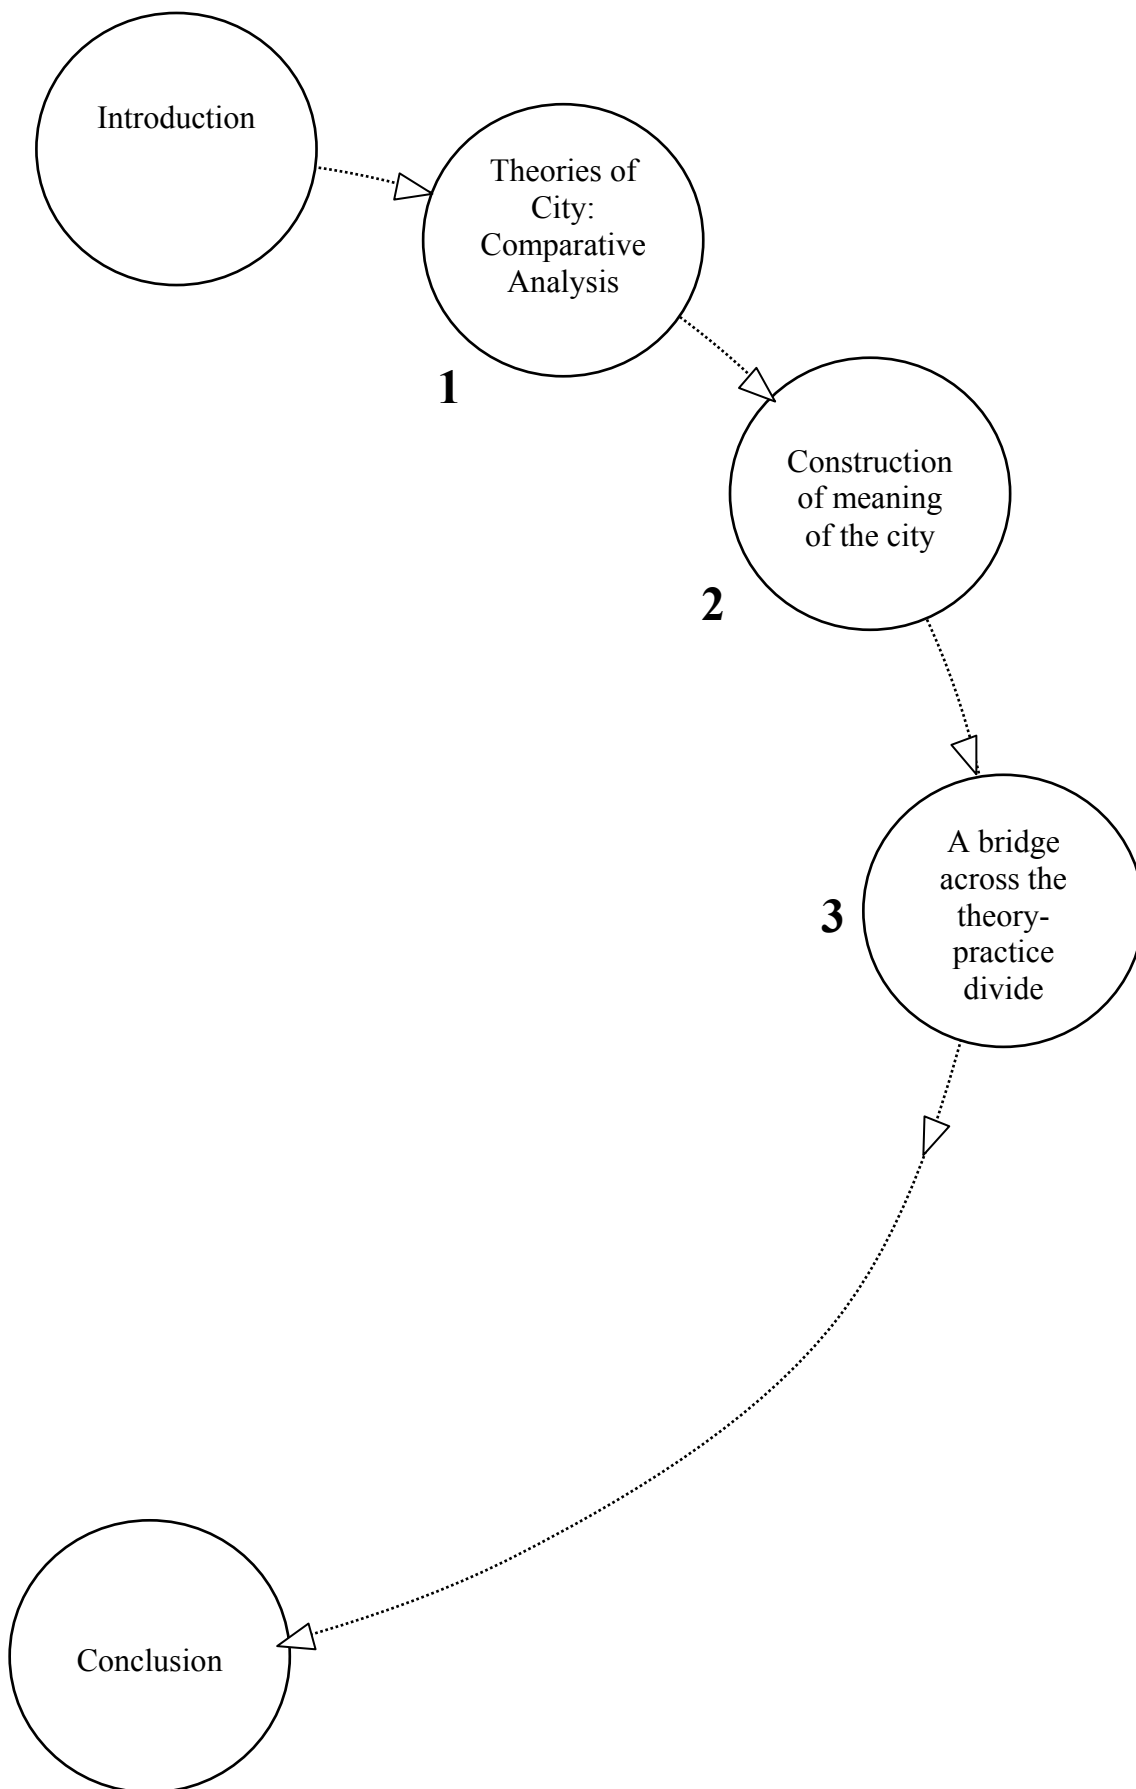 Introduction
Theories of
City:
Comparative
Analysis
1
Construction
of meaning
of the city
2
A bridge
across the
theory-
practice
divide
3
Conclusion